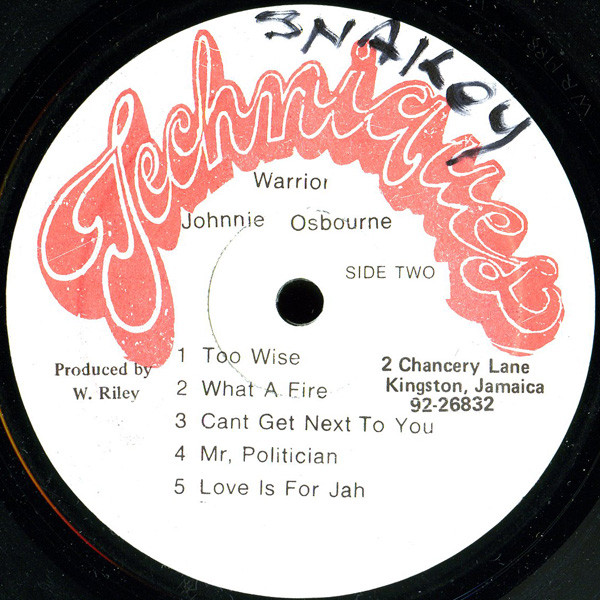 3NAKOY
Techniques
Warrior
Johnnie Osbourne
SIDE TWO
Produced by
W. Riley
1 Too Wise
2 What A Fire
3 Cant Get Next To You
4 Mr, Politician
5 Love Is For Jah
2 Chancery Lane
Kingston, Jamaica
92-26832